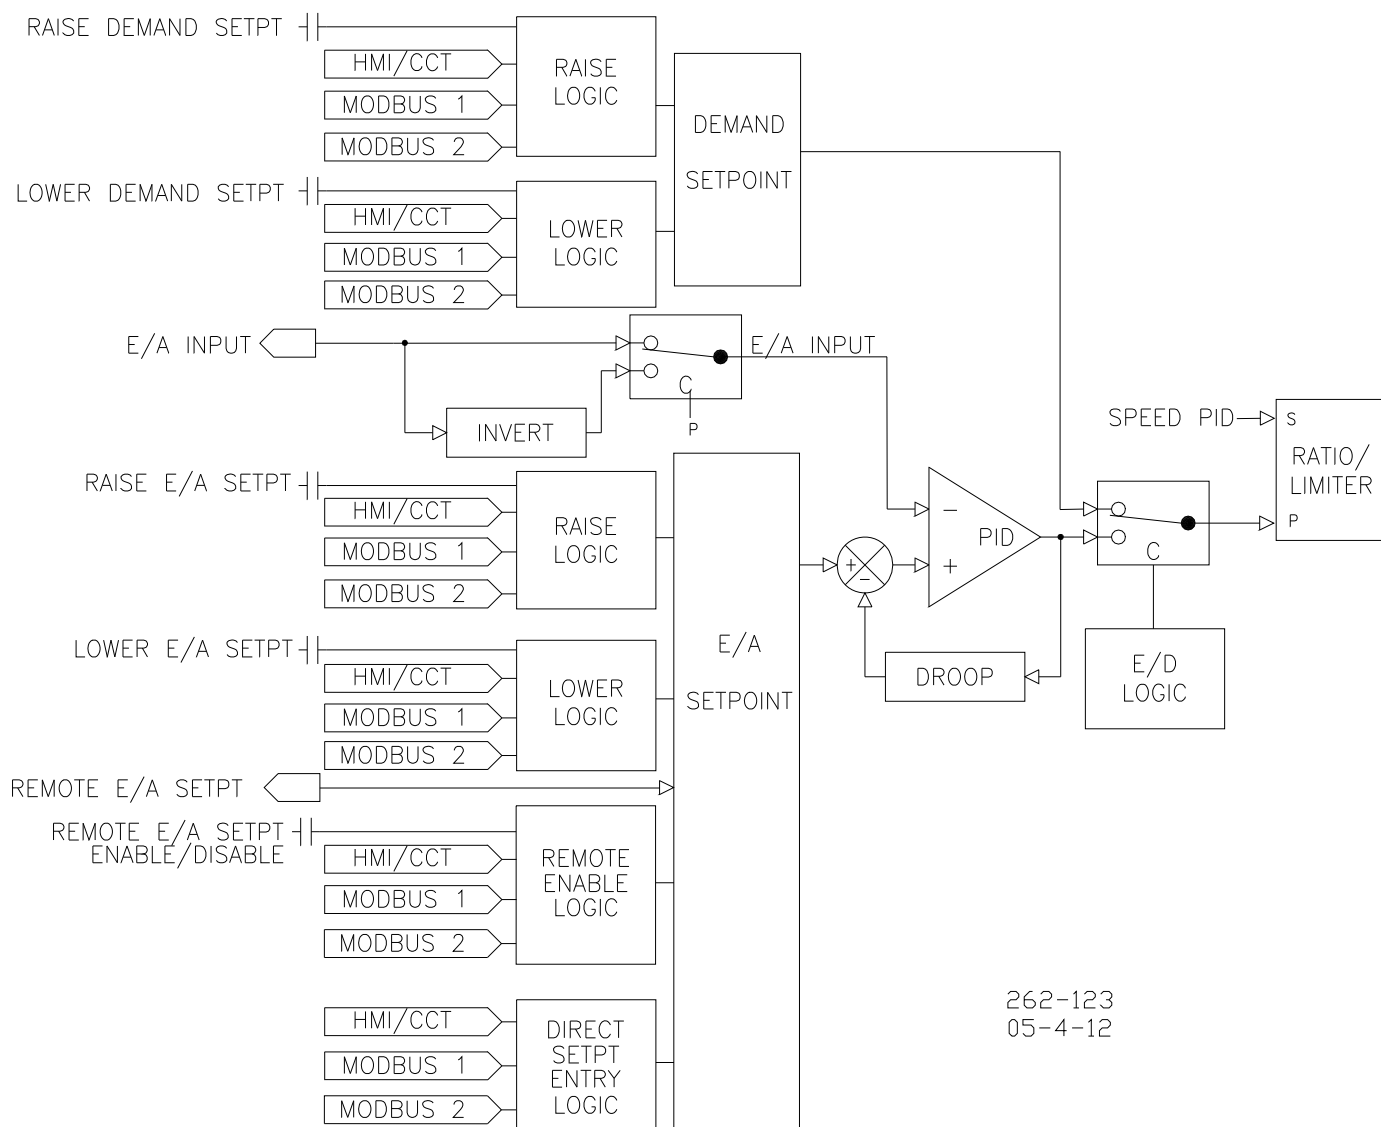 RAISE DEMAND SETPT
HMI/CCT
MODBUS 1
MODBUS 2
RAISE
LOGIC
DEMAND
SETPOINT
LOWER DEMAND SETPT
HMI/CCT
MODBUS 1
MODBUS 2
LOWER
LOGIC
E/A INPUT
INVERT
C
P
E/A INPUT
RAISE E/A SETPT
HMI/CCT
MODBUS 1
MODBUS 2
RAISE
LOGIC
LOWER E/A SETPT
HMI/CCT
MODBUS 1
MODBUS 2
LOWER
LOGIC
E/A
SETPOINT
REMOTE E/A SETPT
REMOTE E/A SETPT
ENABLE/DISABLE
HMI/CCT
MODBUS 1
MODBUS 2
REMOTE
ENABLE
LOGIC
HMI/CCT
MODBUS 1
MODBUS 2
DIRECT
SETPT
ENTRY
LOGIC
+
−
−
PID
+
DROOP
C
E/D
LOGIC
SPEED PID
S
RATIO/
LIMITER
P
262-123
05-4-12